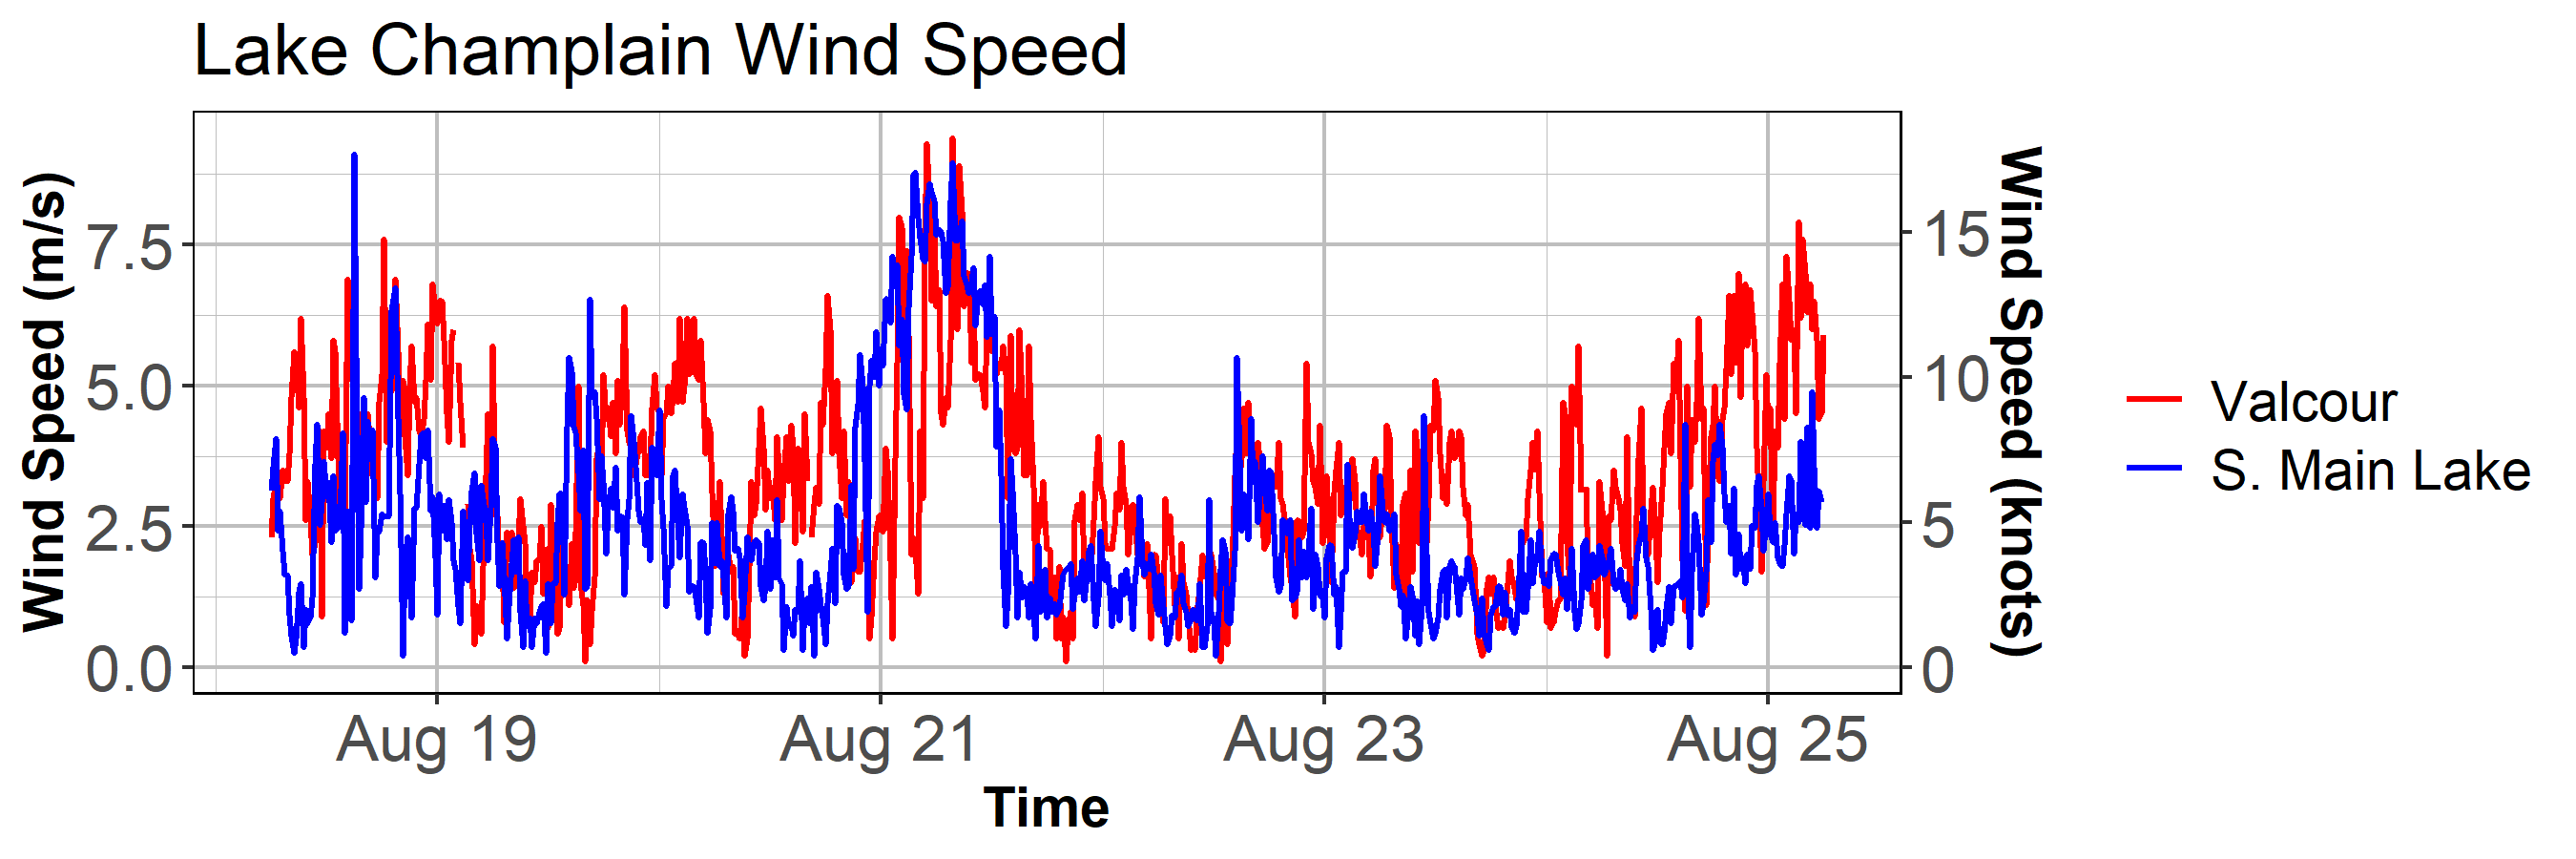 Lake Champlain Wind Speed
Wind Speed (m/s)
7.5
5.0
2.5
0.0
15
10
5
0
Wind Speed (knots)
Aug 19
Aug 21
Aug 23
Aug 25
Time
Valcour
S. Main Lake